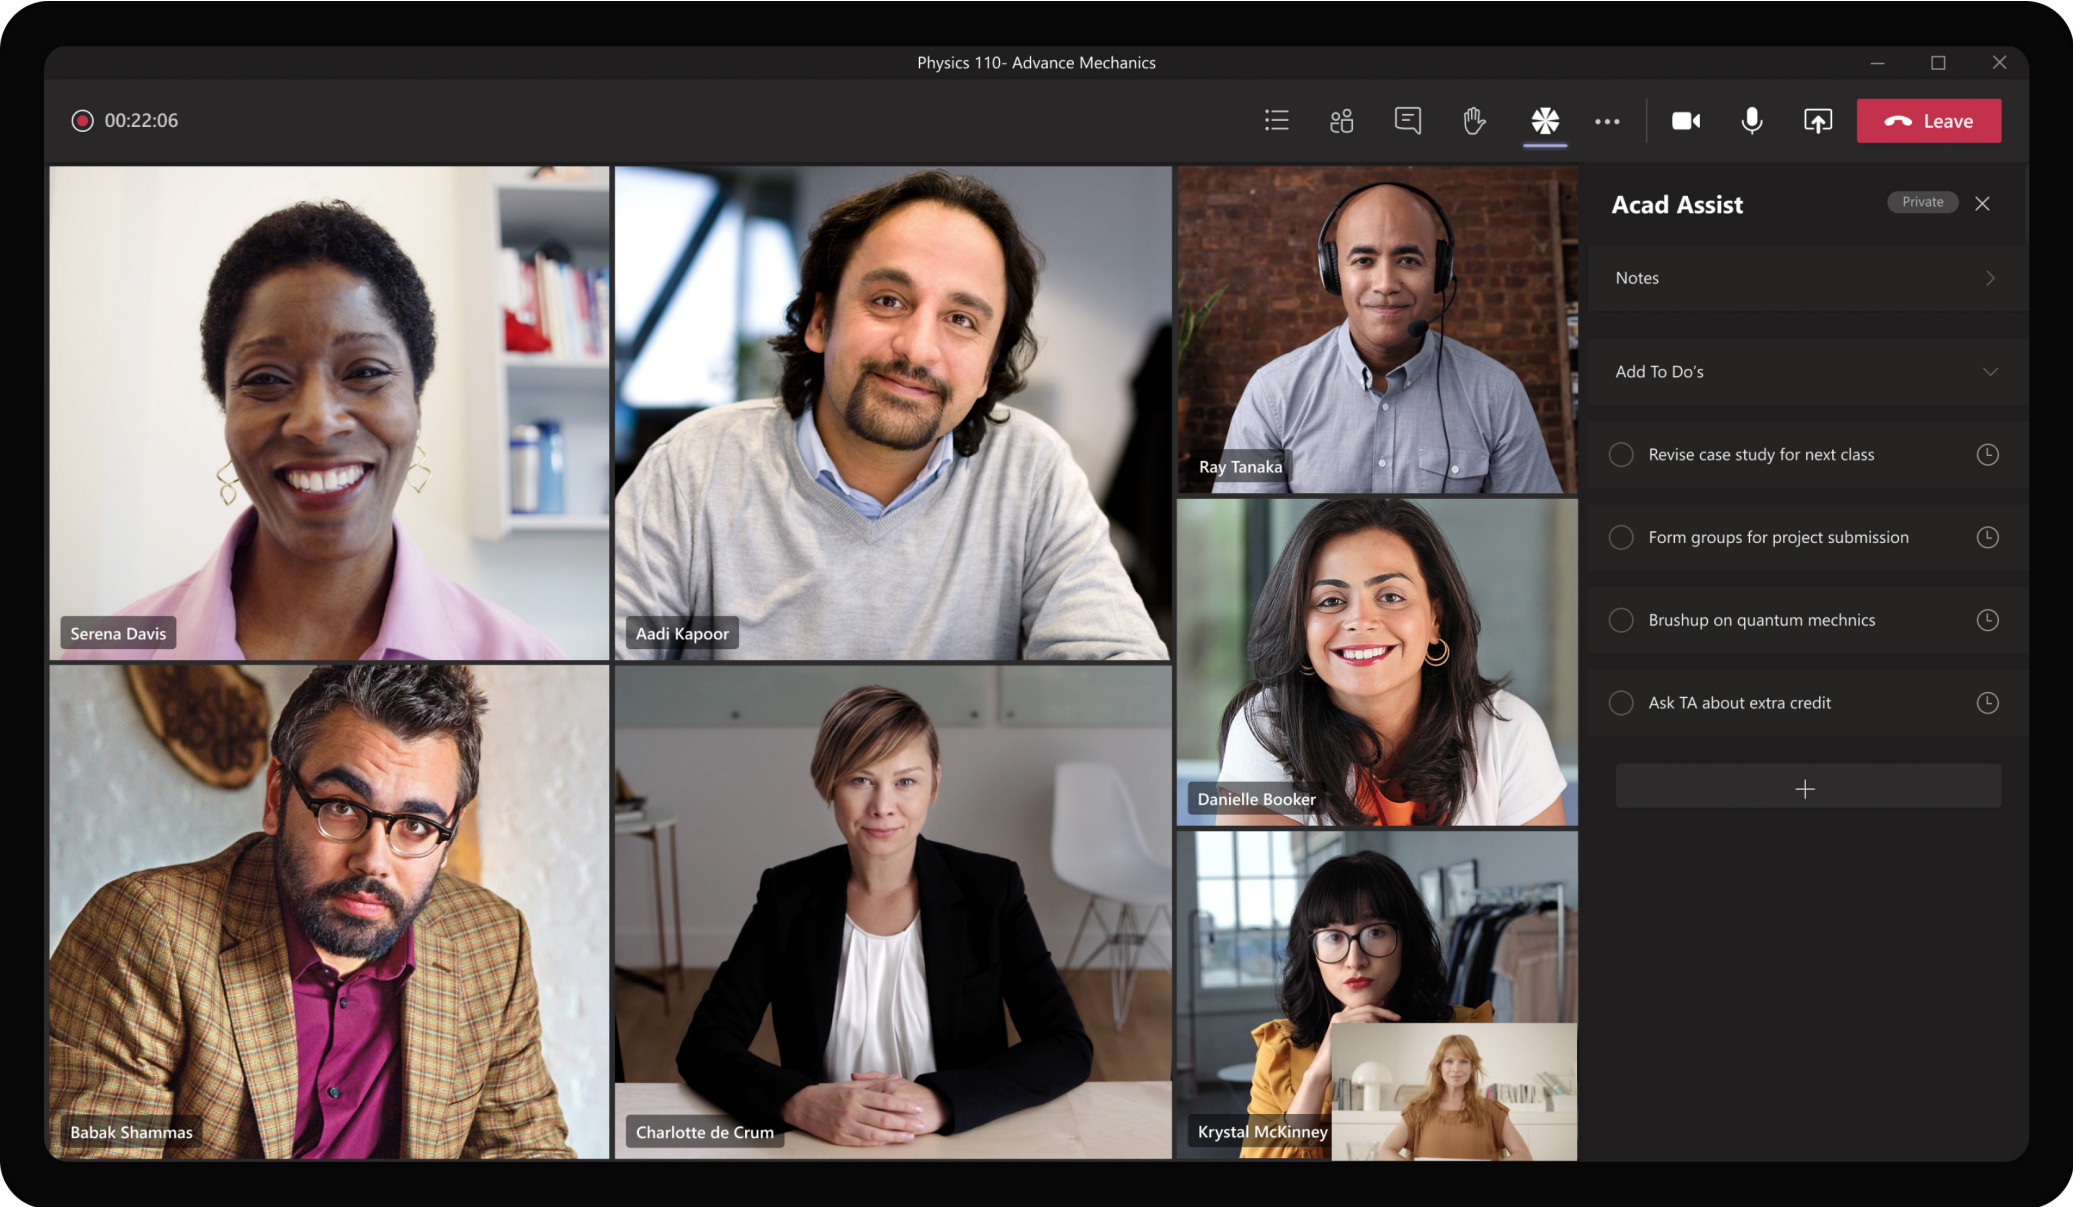 Physics 110- Advance Mechanics
00:22:06
Leave
Serena Davis
Aadi Kapoor
Ray Tanaka
Danielle Booker
Babak Shammas
Charlotte de Crum
Krystal McKinney
Acad Assist
Private
Notes
Add To Do's
Revise case study for next class
Form groups for project submission
Brushup on quantum mechnics
Ask TA about extra credit